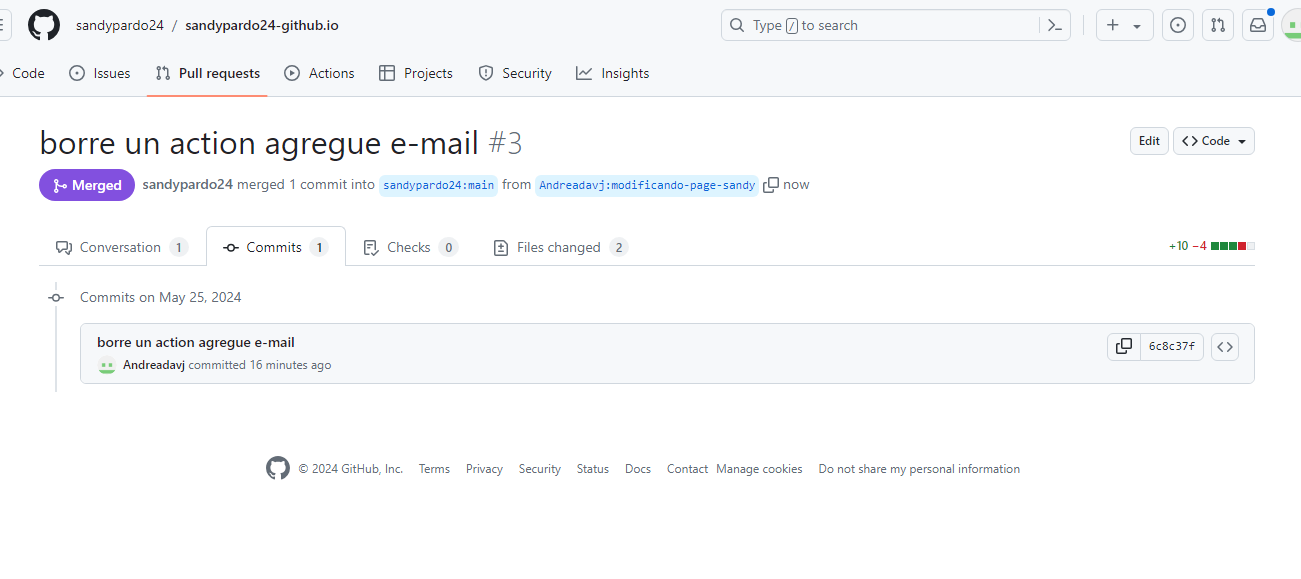 sandypardo24 / sandypardo24-github.io
Type / to search
Code Issues Pull requests Actions Projects Security Insights
borre un action agregue e-mail #3
Edit <> Code
Merged sandypardo24 merged 1 commit into sandypardo24:main from Andreadavj:modificando-page-sandy now
Conversation 1 Commits 1 Checks 0 Files changed 2 +10 −4
Commits on May 25, 2024
borre un action agregue e-mail
6c8c37f
Andreadavj committed 16 minutes ago
© 2024 GitHub, Inc. Terms Privacy Security Status Docs Contact Manage cookies Do not share my personal information